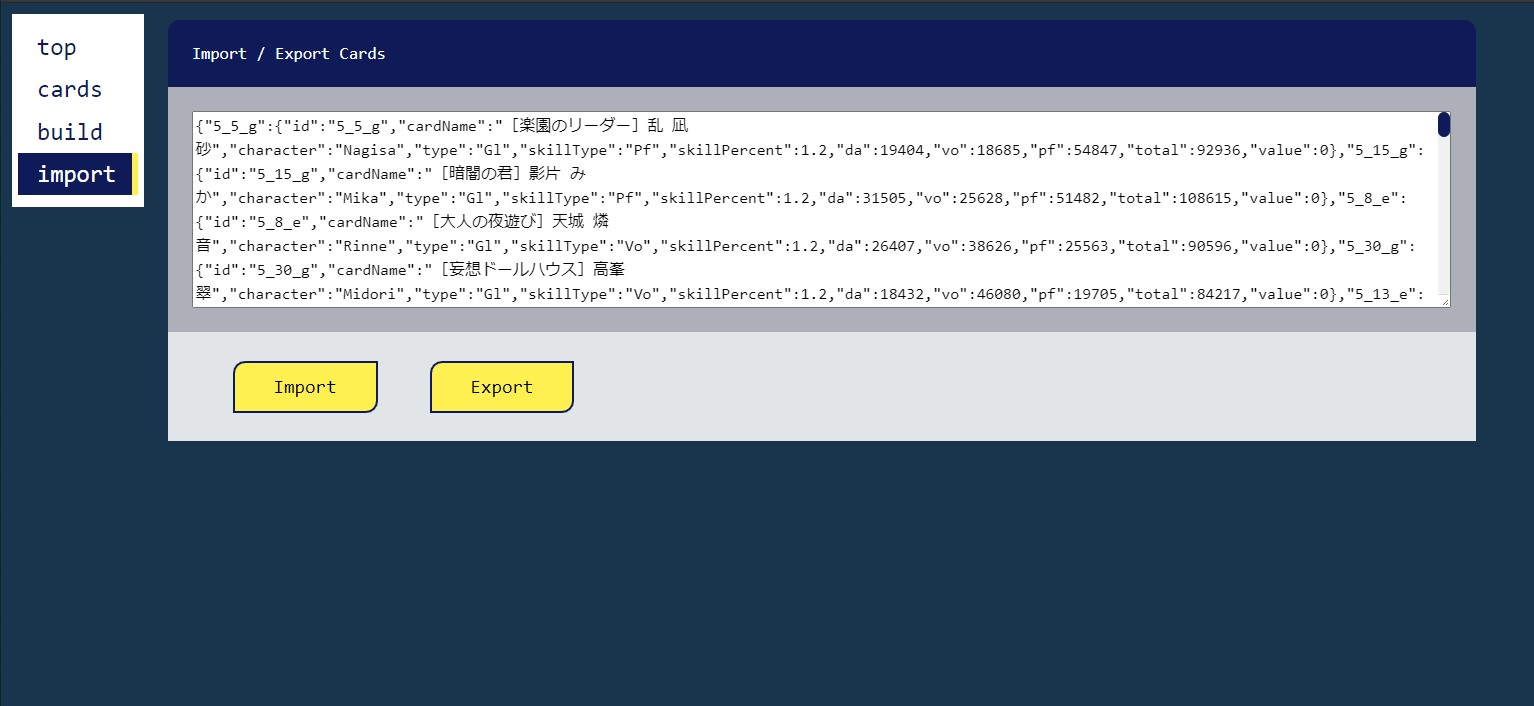 top
cards
build
import
Import / Export Cards
{"5_5_g":{"id":"5_5_g","cardName":"［楽園のリーダー］乱 凪
砂","character":"Nagisa","type":"Gl","skillType":"Pf","skillPercent":1.2,"da":19404,"vo":18685,"pf":54847,"total":92936,"value":0},"5_15_g":
{"id":"5_15_g","cardName":"［暗闇の君］影片 み
か","character":"Mika","type":"Gl","skillType":"Pf","skillPercent":1.2,"da":31505,"vo":25628,"pf":51482,"total":108615,"value":0},"5_8_e":
{"id":"5_8_e","cardName":"［大人の夜遊び］天城 燐
音","character":"Rinne","type":"Gl","skillType":"Vo","skillPercent":1.2,"da":26407,"vo":38626,"pf":25563,"total":90596,"value":0},"5_30_g":
{"id":"5_30_g","cardName":"［妄想ドールハウス］高峯
翠","character":"Midori","type":"Gl","skillType":"Vo","skillPercent":1.2,"da":18432,"vo":46080,"pf":19705,"total":84217,"value":0},"5_13_e":
Import
Export